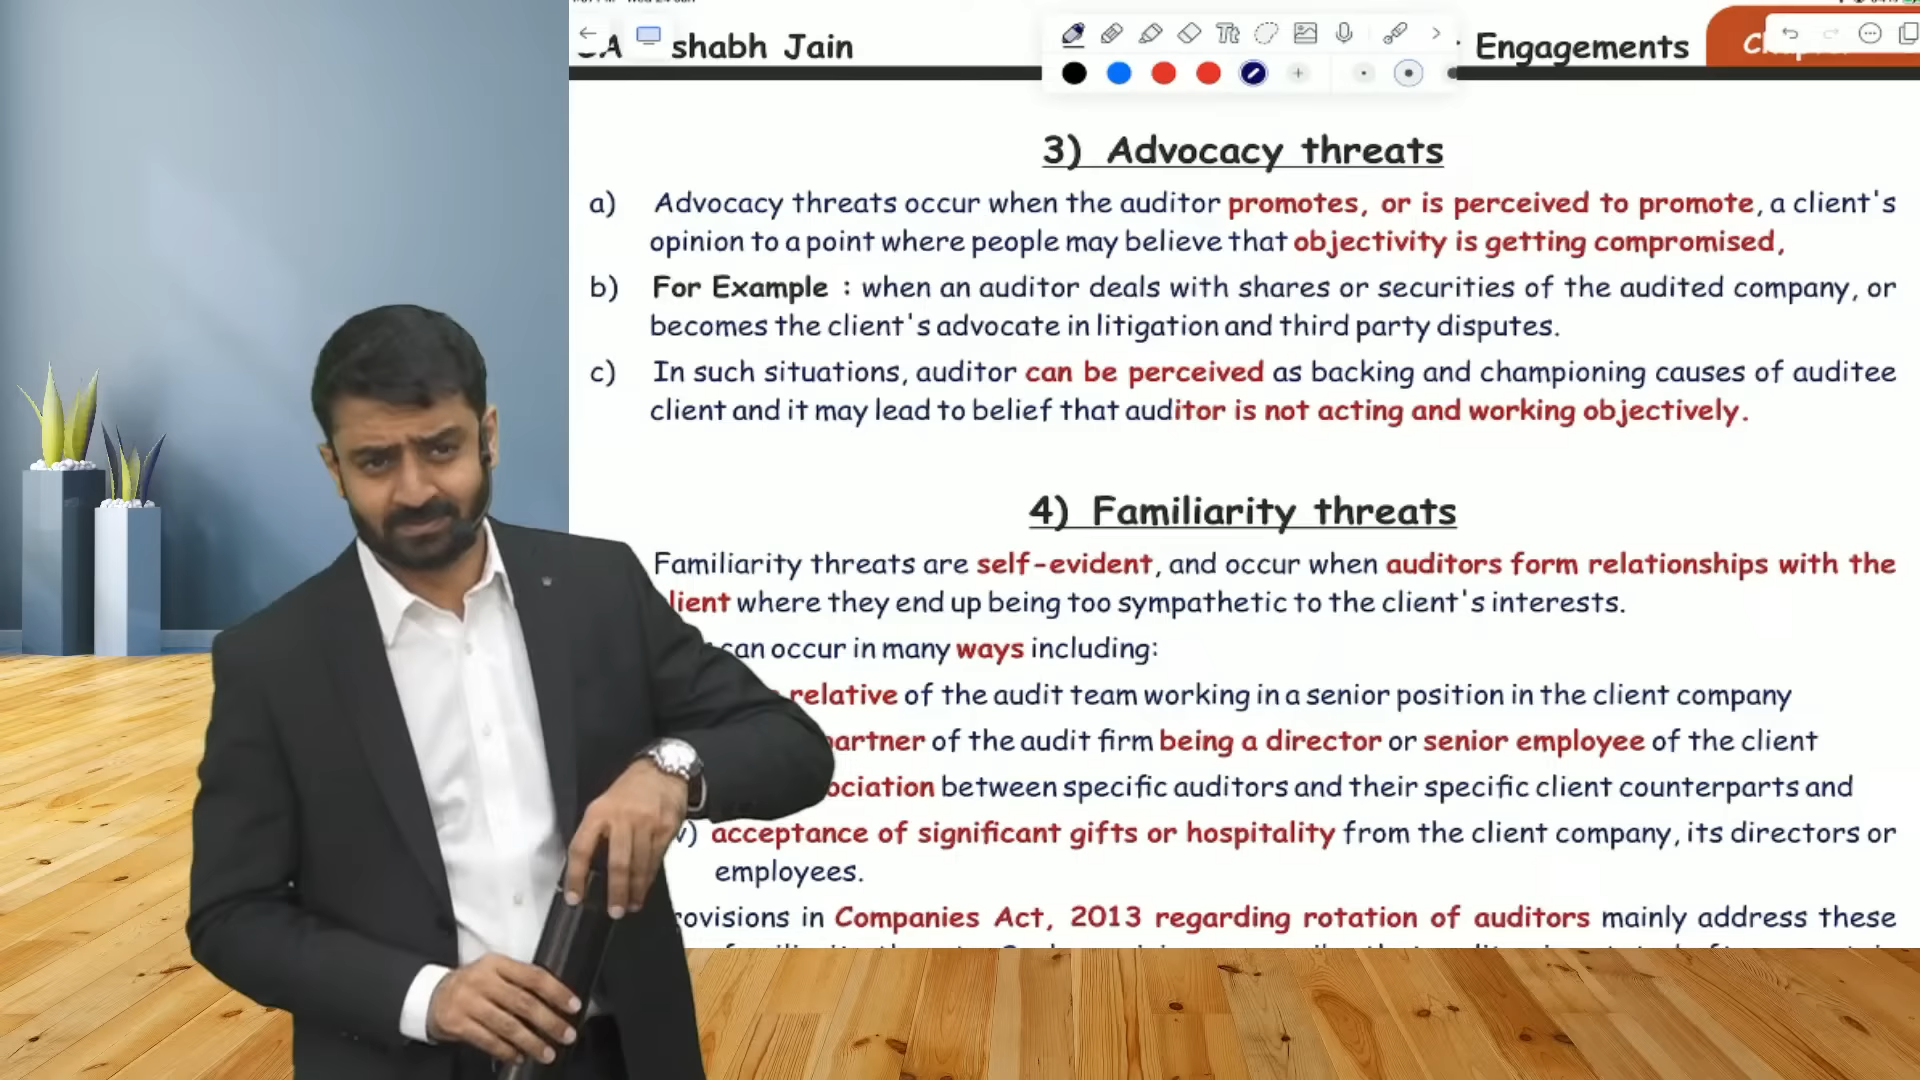 shabh Jain
Engagements
3) Advocacy threats
a) Advocacy threats occur when the auditor promotes, or is perceived to promote, a client's
opinion to a point where people may believe that objectivity is getting compromised,
b) For Example : when an auditor deals with shares or securities of the audited company, or
becomes the client's advocate in litigation and third party disputes.
c) In such situations, auditor can be perceived as backing and championing causes of auditee
client and it may lead to belief that auditor is not acting and working objectively.
4) Familiarity threats
Familiarity threats are self-evident, and occur when auditors form relationships with the
lient where they end up being too sympathetic to the client's interests.
can occur in many ways including:
relative of the audit team working in a senior position in the client company
partner of the audit firm being a director or senior employee of the client
ociation between specific auditors and their specific client counterparts and
v) acceptance of significant gifts or hospitality from the client company, its directors or
employees.
rovisions in Companies Act, 2013 regarding rotation of auditors mainly address these